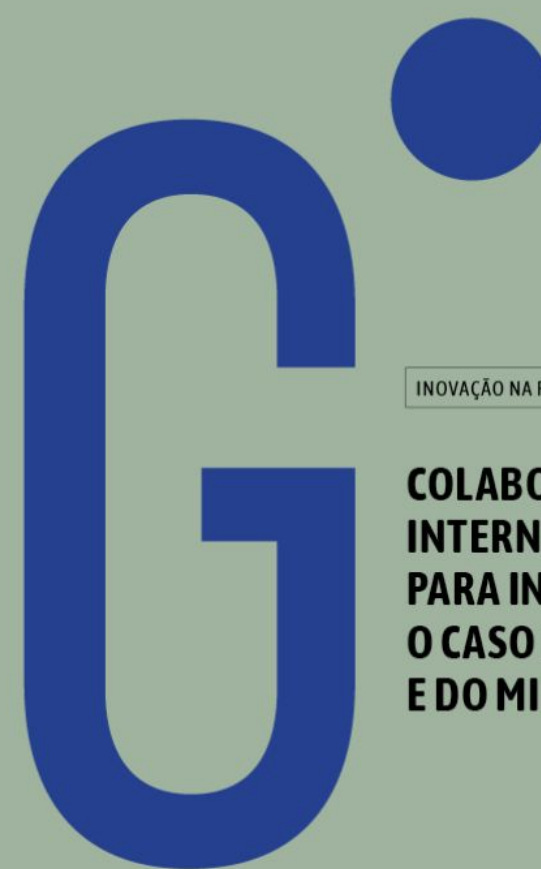 G
INOVAÇÃO NA
COLABO
INTERN
PARA IN
O CASO
E DO MI